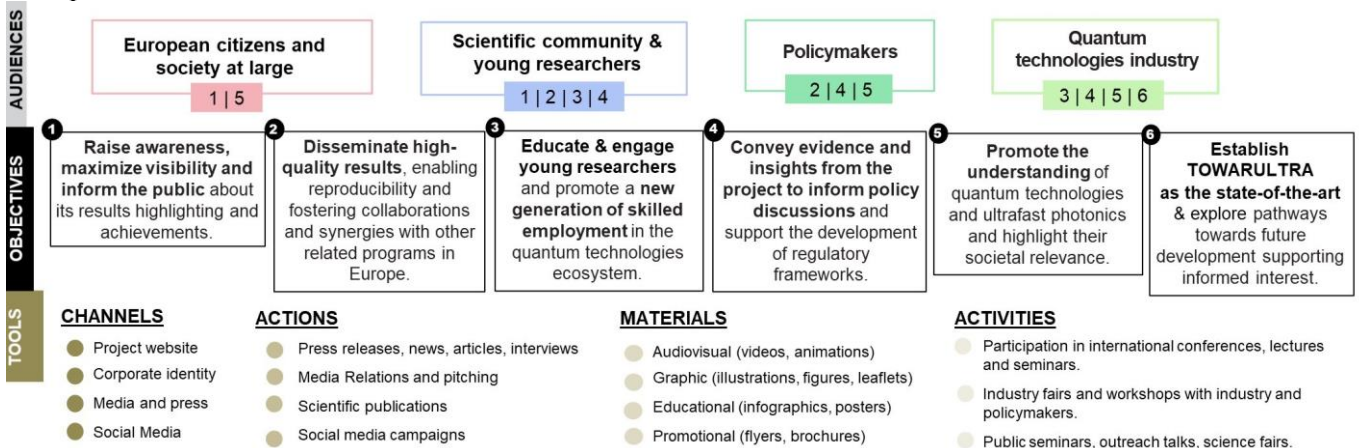 AUDIENCES
European citizens and
society at large
1 | 5
Scientific community &
young researchers
1 | 2 | 3 | 4
Policymakers
2 | 4 | 5
Quantum
technologies industry
3 | 4 | 5 | 6
OBJECTIVES
1
Raise awareness,
maximize visibility and
inform the public about
its results highlighting and
achievements.
2
Disseminate high-
quality results, enabling
reproducibility and
fostering collaborations
and synergies with other
related programs in
Europe.
3
Educate & engage
young researchers
and promote a new
generation of skilled
employment in the
quantum technologies
ecosystem.
4
Convey evidence and
insights from the
project to inform policy
discussions and
support the development
of regulatory
frameworks.
5
Promote the
understanding of
quantum technologies
and ultrafast photonics
and highlight their
societal relevance.
6
Establish
TOWARULTRA
as the state-of-the-art
& explore pathways
towards future
development supporting
informed interest.
TOOLS
CHANNELS
Project website
Corporate identity
Media and press
Social Media
ACTIONS
Press releases, news, articles, interviews
Media Relations and pitching
Scientific publications
Social media campaigns
MATERIALS
Audiovisual (videos, animations)
Graphic (illustrations, figures, leaflets)
Educational (infographics, posters)
Promotional (flyers, brochures)
ACTIVITIES
Participation in international conferences, lectures
and seminars.
Industry fairs and workshops with industry and
policymakers.
Public seminars, outreach talks, science fairs.